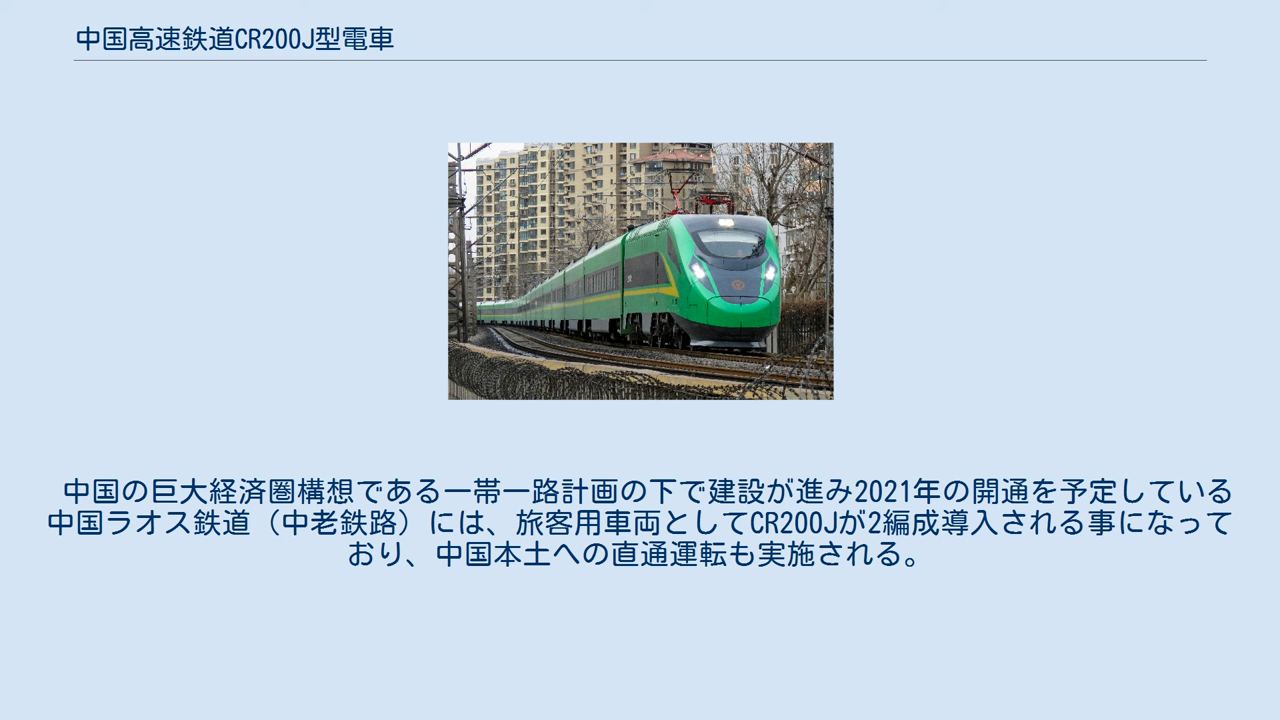 中国高速鉄道CR200J型電車
中国の巨大経済圏構想である一帯一路計画の下で建設が進み2021年の開通を予定している
中国ラオス鉄道（中老鉄路）には、旅客用車両としてCR200Jが2編成導入される事になって
おり、中国本土への直通運転も実施される。